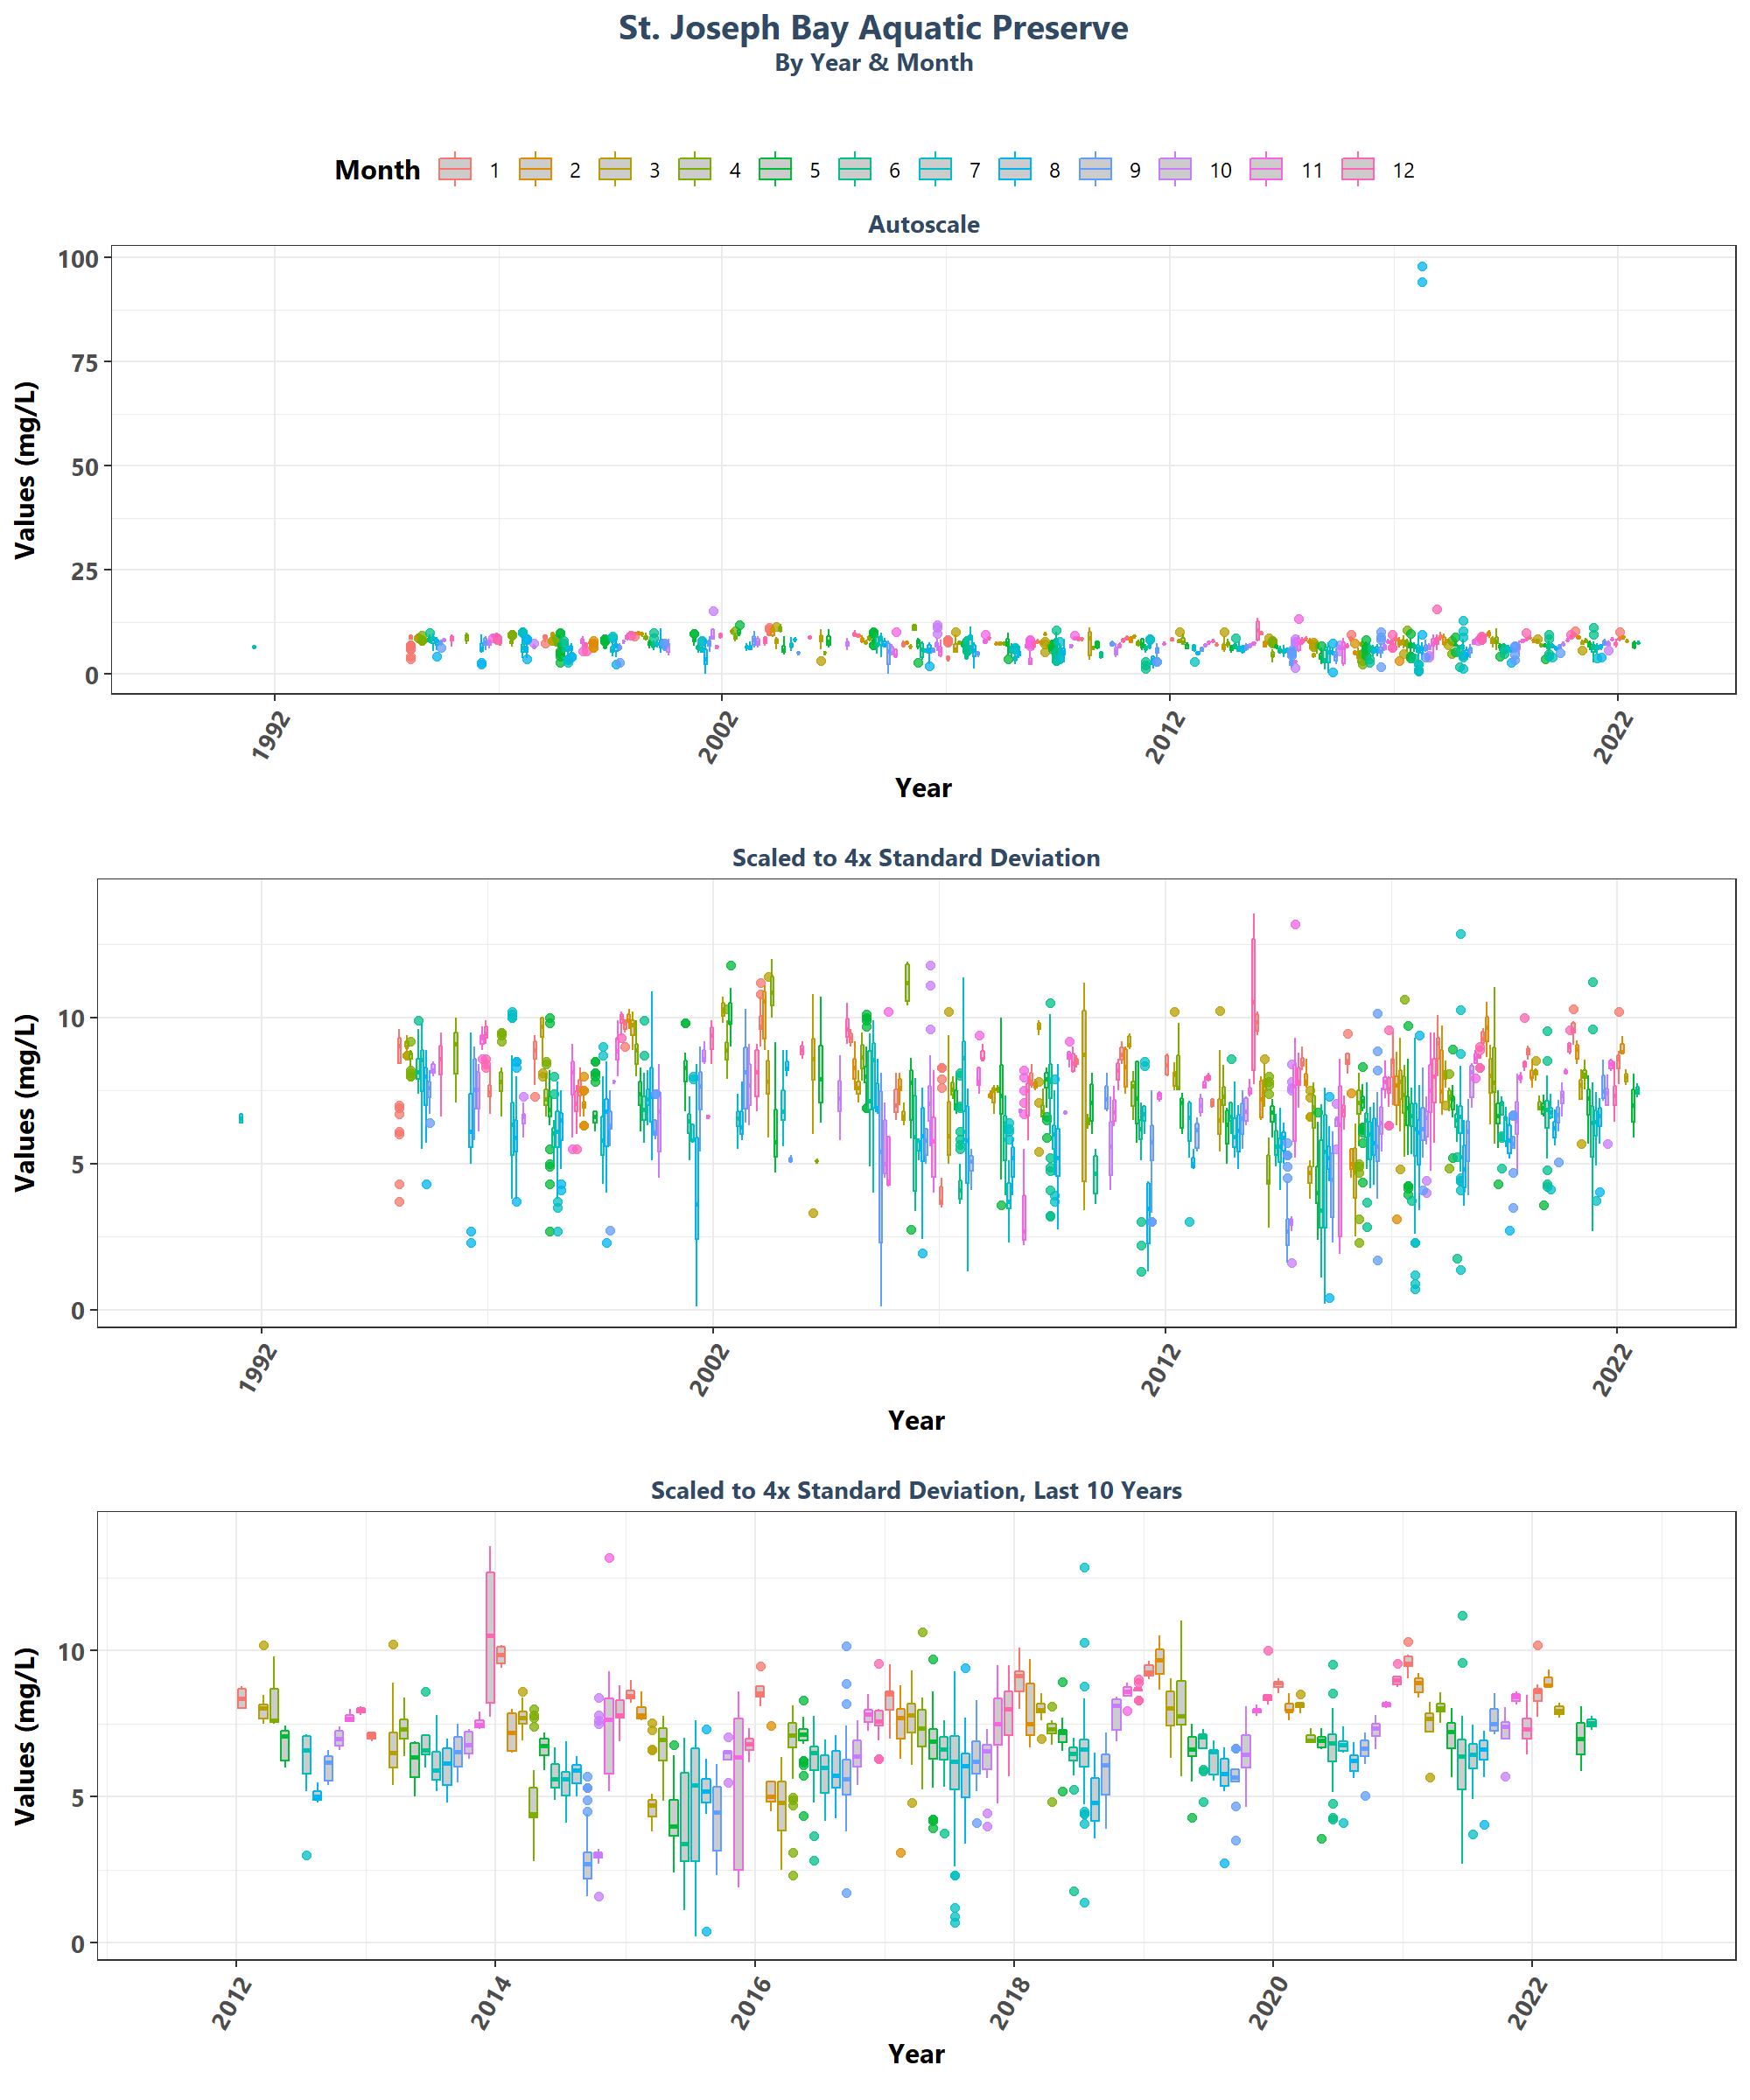 St. Joseph Bay Aquatic Preserve
By Year & Month
Month 1 2 3 4 5 6 7 8 9 10 11 12
Autoscale
100
75
50
25
0
Values (mg/L)
1992 2002 2012 2022
Year
Scaled to 4x Standard Deviation
10
5
0
Values (mg/L)
1992 2002 2012 2022
Year
Scaled to 4x Standard Deviation, Last 10 Years
10
5
0
Values (mg/L)
2012 2014 2016 2018 2020 2022
Year